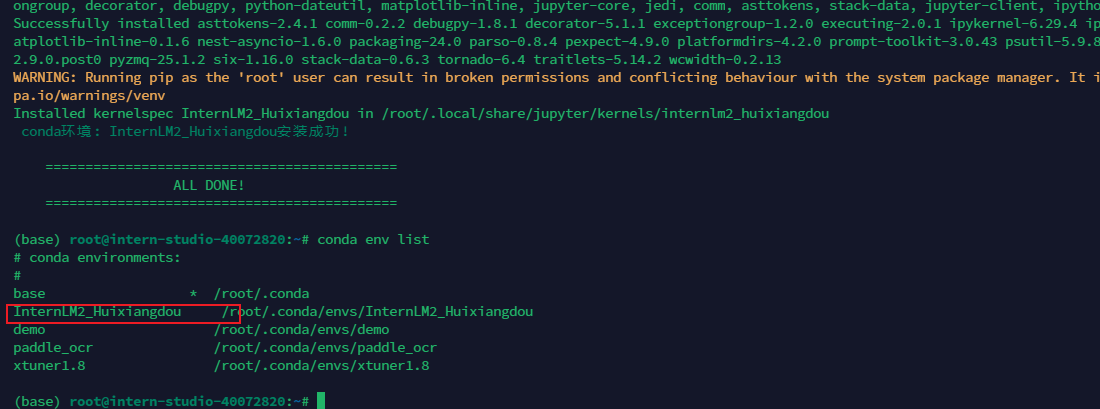 ongroup, decorator, debugpy, python-dateutil, matplotlib-inline, jupyter-core, jedi, comm, asttokens, stack-data, jupyter-client, ipyth
Successfully installed asttokens-2.4.1 comm-0.2.2 debugpy-1.8.1 decorator-5.1.1 exceptiongroup-1.2.0 executing-2.0.1 ipykernel-6.29.4 ip
atplotlib-inline-0.1.6 nest-asyncio-1.6.0 packaging-24.0 parso-0.8.4 pexpect-4.9.0 platformdirs-4.2.0 prompt-toolkit-3.0.43 psutil-5.9.8
2.9.0.post0 pyzmq-25.1.2 six-1.16.0 stack-data-0.6.3 tornado-6.4 traitlets-5.14.2 wcwidth-0.2.13
WARNING: Running pip as the 'root' user can result in broken permissions and conflicting behaviour with the system package manager. It i
pa.io/warnings/venv
Installed kernelspec InternLM2_Huixiangdou in /root/.local/share/jupyter/kernels/internlm2_huixiangdou
conda环境: InternLM2_Huixiangdou安装成功!
============================================
ALL DONE!
============================================
(base) root@intern-studio-40072820:~# conda env list
# conda environments:
#
base * /root/.conda
InternLM2_Huixiangdou /root/.conda/envs/InternLM2_Huixiangdou
demo /root/.conda/envs/demo
paddle_ocr /root/.conda/envs/paddle_ocr
xtuner1.8 /root/.conda/envs/xtuner1.8
(base) root@intern-studio-40072820:~#